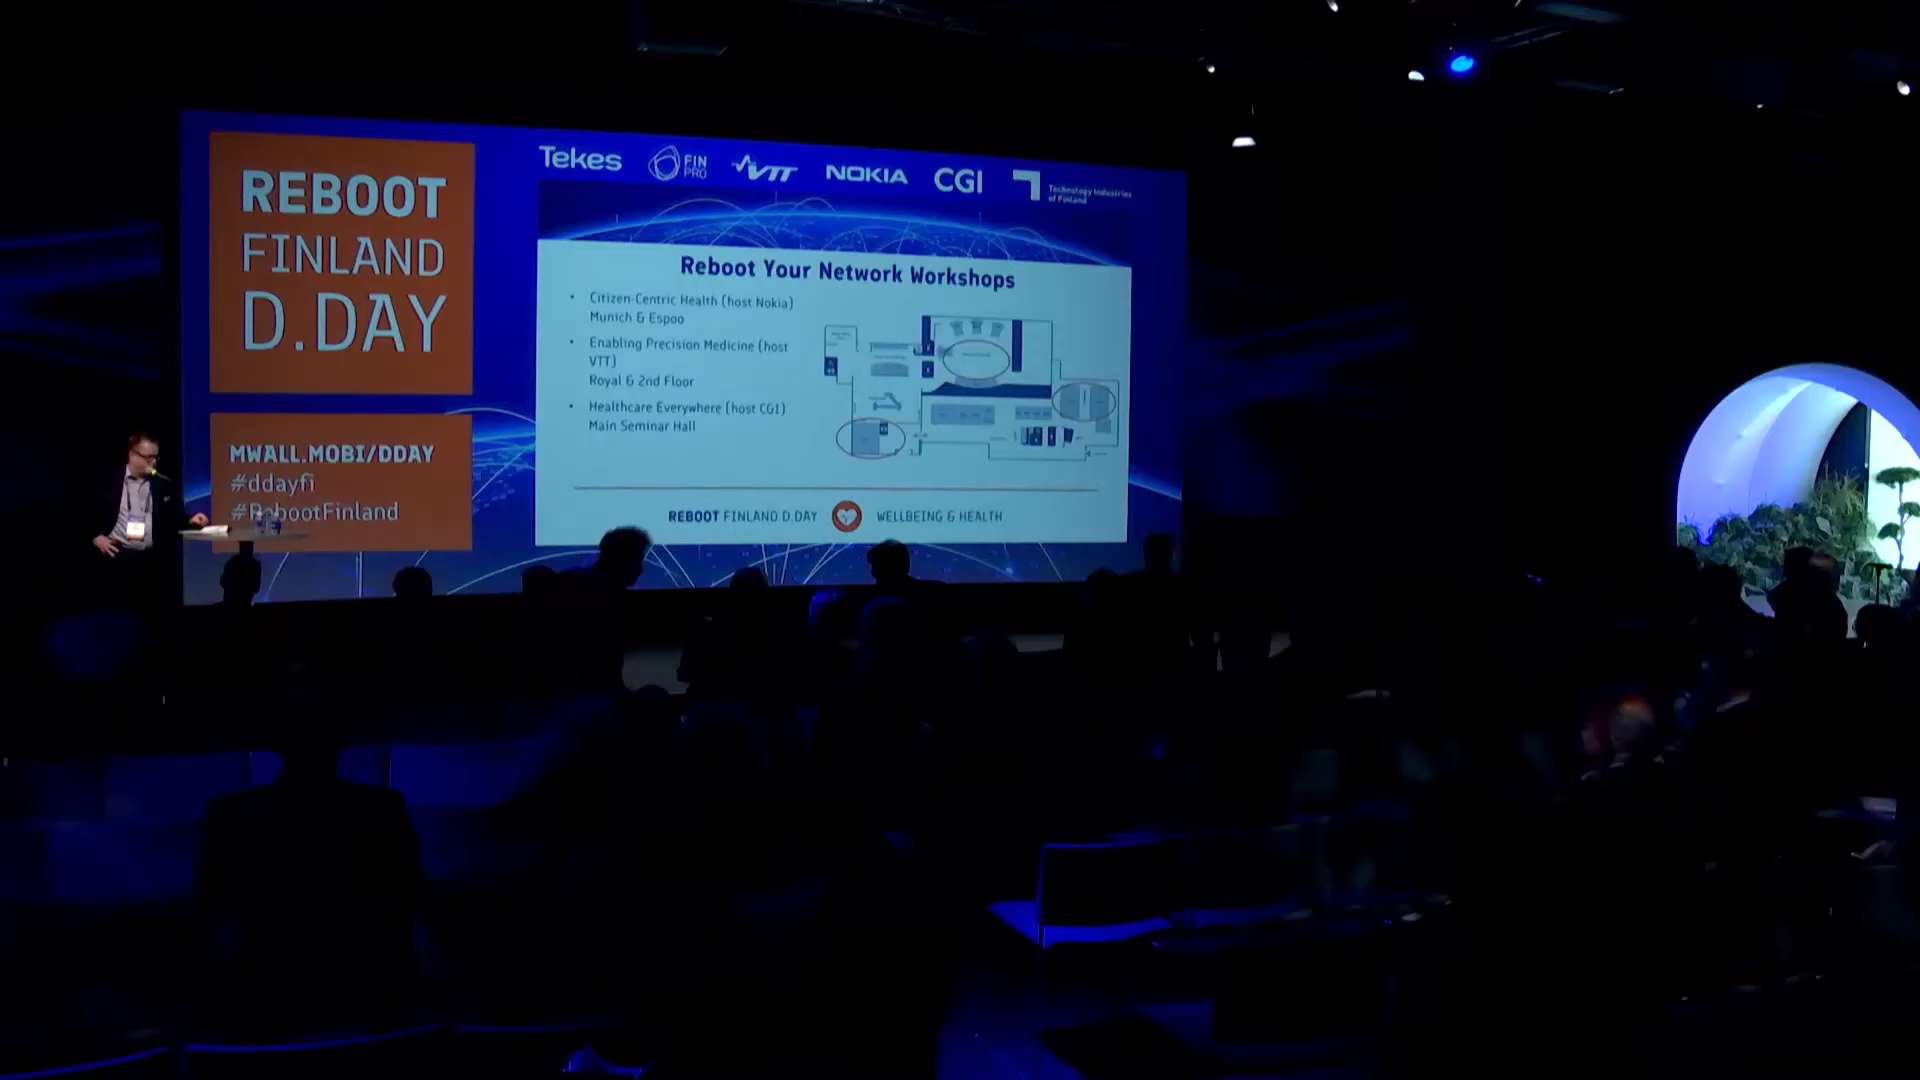 REBOOT
FINLAND
D.DAY
MWALL.MOBI/DDAY
#ddayfi
#RebootFinland
Tekes
FIN
PRO
VTT
NOKIA
CGI
Technology Industries
of Finland
Reboot Your Network Workshops
• Citizen-Centric Health (host Nokia)
Munich & Espoo
• Enabling Precision Medicine (host
VTT)
Royal & 2nd Floor
• Healthcare Everywhere (host CGI)
Main Seminar Hall
REBOOT FINLAND D.DAY
WELLBEING & HEALTH